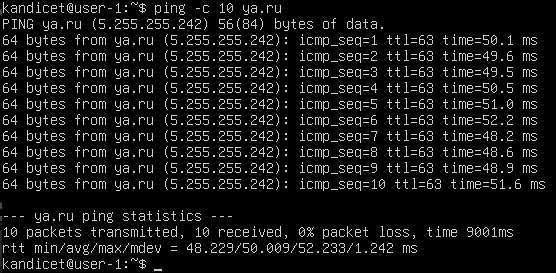 kandicet@user-1:~$ ping -c 10 ya.ru
PING ya.ru (5.255.255.242) 56(84) bytes of data.
64 bytes from ya.ru (5.255.255.242): icmp_seq=1 ttl=63 time=50.1 ms
64 bytes from ya.ru (5.255.255.242): icmp_seq=2 ttl=63 time=49.6 ms
64 bytes from ya.ru (5.255.255.242): icmp_seq=3 ttl=63 time=49.5 ms
64 bytes from ya.ru (5.255.255.242): icmp_seq=4 ttl=63 time=50.5 ms
64 bytes from ya.ru (5.255.255.242): icmp_seq=5 ttl=63 time=51.0 ms
64 bytes from ya.ru (5.255.255.242): icmp_seq=6 ttl=63 time=52.2 ms
64 bytes from ya.ru (5.255.255.242): icmp_seq=7 ttl=63 time=48.2 ms
64 bytes from ya.ru (5.255.255.242): icmp_seq=8 ttl=63 time=48.6 ms
64 bytes from ya.ru (5.255.255.242): icmp_seq=9 ttl=63 time=48.9 ms
64 bytes from ya.ru (5.255.255.242): icmp_seq=10 ttl=63 time=51.6 ms
--- ya.ru ping statistics ---
10 packets transmitted, 10 received, 0% packet loss, time 9001ms
rtt min/avg/max/mdev = 48.229/50.009/52.233/1.242 ms
kandicet@user-1:~$ _